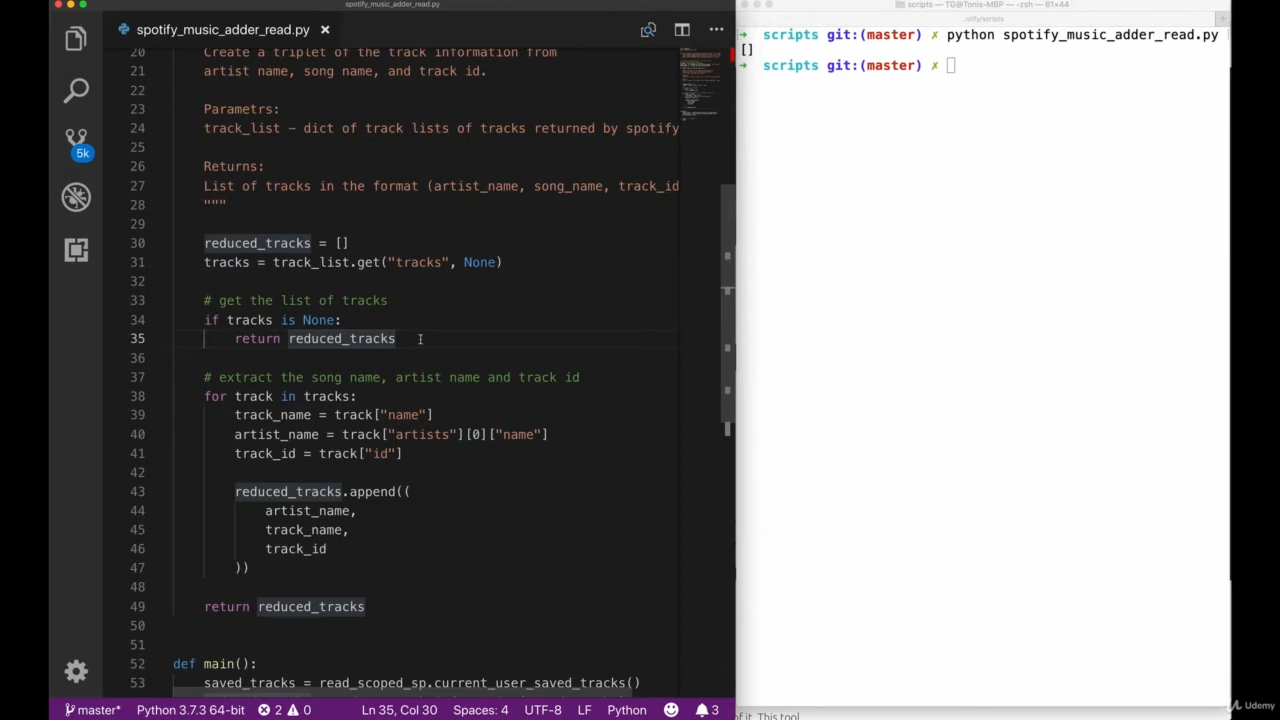 spotify_music_adder_read.py
spotify_music_adder_read.py
20 Create a triplet of the track information from
21 artist name, song name, and track id.
22
23 Parametrs:
24 track_list - dict of track lists of tracks returned by spotify
25
26 Returns:
27 List of tracks in the format (artist_name, song_name, track_id
28 """
29
30 reduced_tracks = []
31 tracks = track_list.get("tracks", None)
32
33 # get the list of tracks
34 if tracks is None:
35 return reduced_tracks
36
37 # extract the song name, artist name and track id
38 for track in tracks:
39 track_name = track["name"]
40 artist_name = track["artists"][0]["name"]
41 track_id = track["id"]
42
43 reduced_tracks.append((
44 artist_name,
45 track_name,
46 track_id
47 ))
48
49 return reduced_tracks
50
51
52 def main():
53 saved_tracks = read_scoped_sp.current_user_saved_tracks()
5k
master* Python 3.7.3 64-bit 2 0 Ln 35, Col 30 Spaces: 4 UTF-8 LF Python 3
scripts — TG@Tonis-MBP — -zsh — 61×44
..otify/scripts
→ scripts git:(master) ✗ python spotify_music_adder_read.py
[]
→ scripts git:(master) ✗
of it. This tool
Udemy